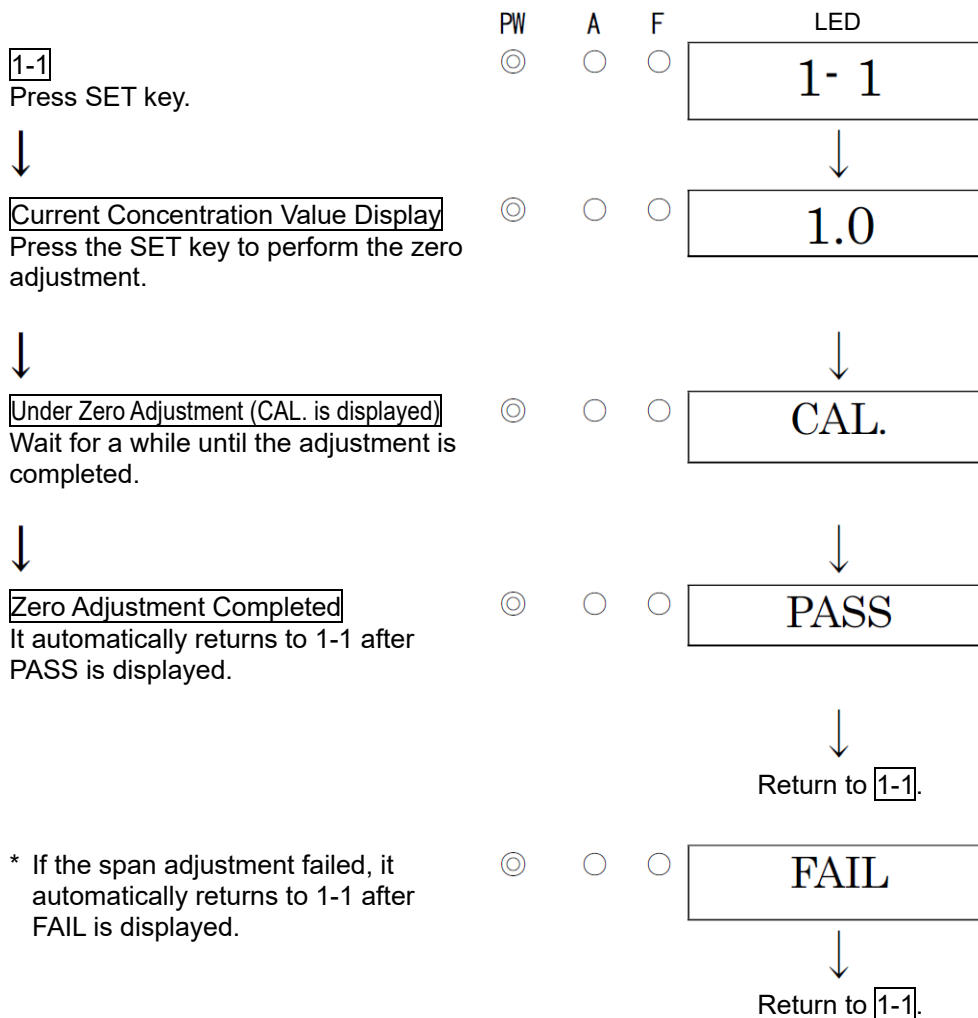 PW A F LED
1-1
Press SET key.
1- 1
Current Concentration Value Display
Press the SET key to perform the zero
adjustment.
1.0
Under Zero Adjustment (CAL. is displayed)
Wait for a while until the adjustment is
completed.
CAL.
Zero Adjustment Completed
It automatically returns to 1-1 after
PASS is displayed.
PASS
Return to 1-1.
* If the span adjustment failed, it
automatically returns to 1-1 after
FAIL is displayed.
FAIL
Return to 1-1.